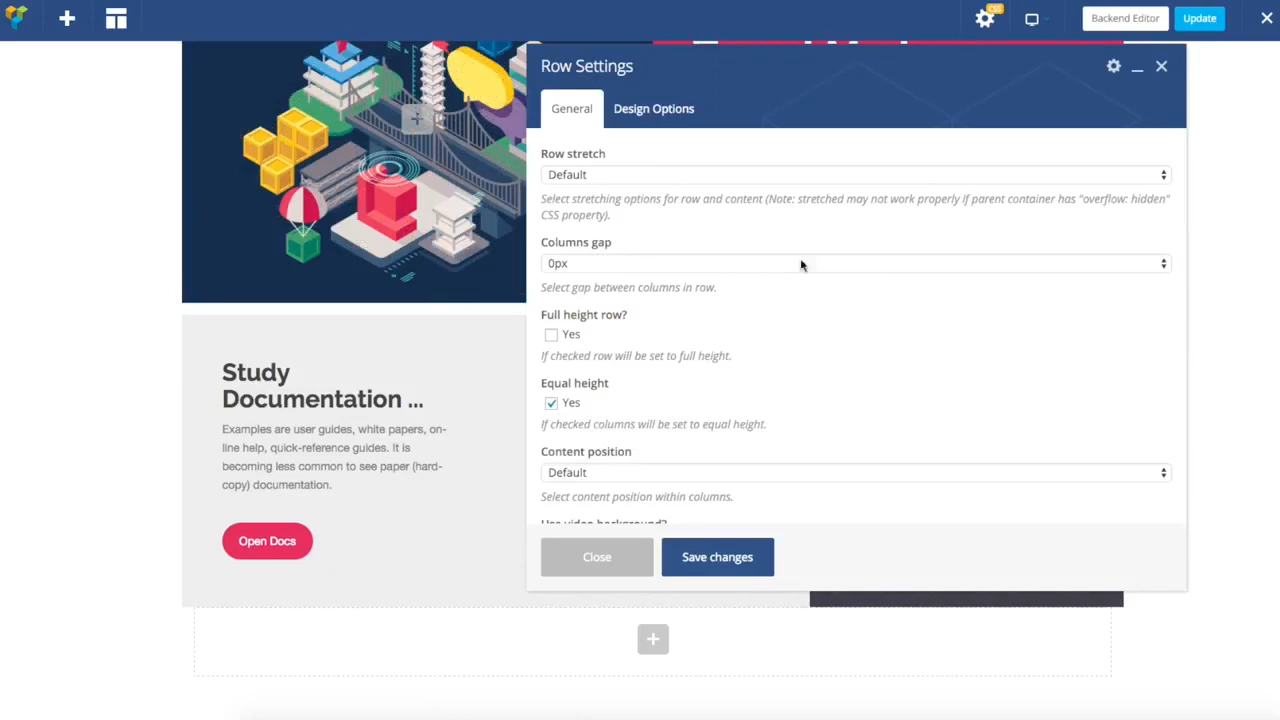 CSS
Backend Editor
Update
Row Settings
General
Design Options
Row stretch
Default
Select stretching options for row and content (Note: stretched may not work properly if parent container has "overflow: hidden"
CSS property).
Columns gap
0px
Select gap between columns in row.
Full height row?
Yes
If checked row will be set to full height.
Equal height
Yes
If checked columns will be set to equal height.
Content position
Default
Select content position within columns.
Use video background?
Close
Save changes
Study
Documentation ...
Examples are user guides, white papers, on-
line help, quick-reference guides. It is
becoming less common to see paper (hard-
copy) documentation.
Open Docs